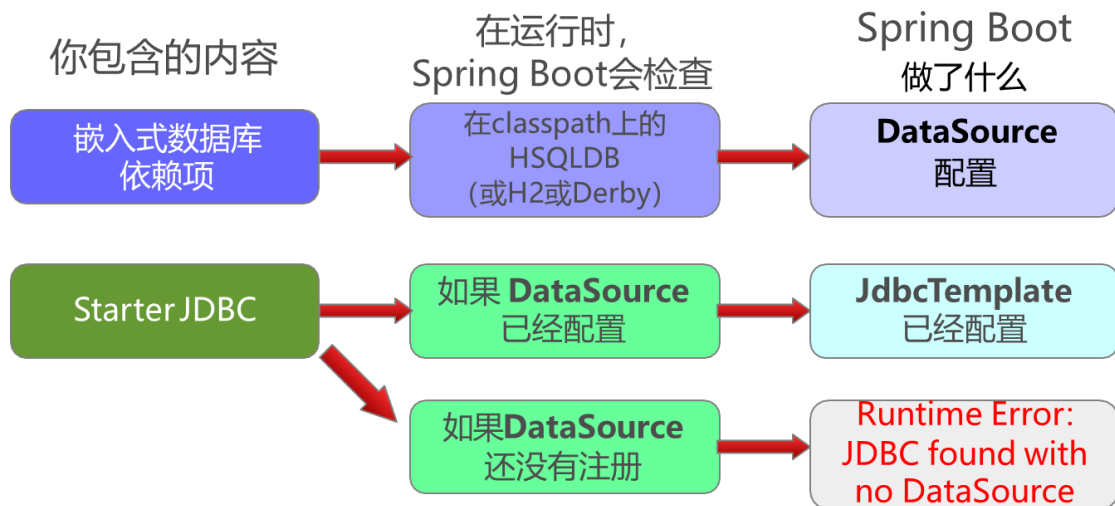 你包含的内容
在运行时，
Spring Boot会检查
Spring Boot
做了什么
嵌入式数据库
依赖项
在classpath上的
HSQLDB
（或H2或Derby）
DataSource
配置
Starter JDBC
如果 DataSource
已经配置
JdbcTemplate
已经配置
如果DataSource
还没有注册
Runtime Error:
JDBC found with
no DataSource